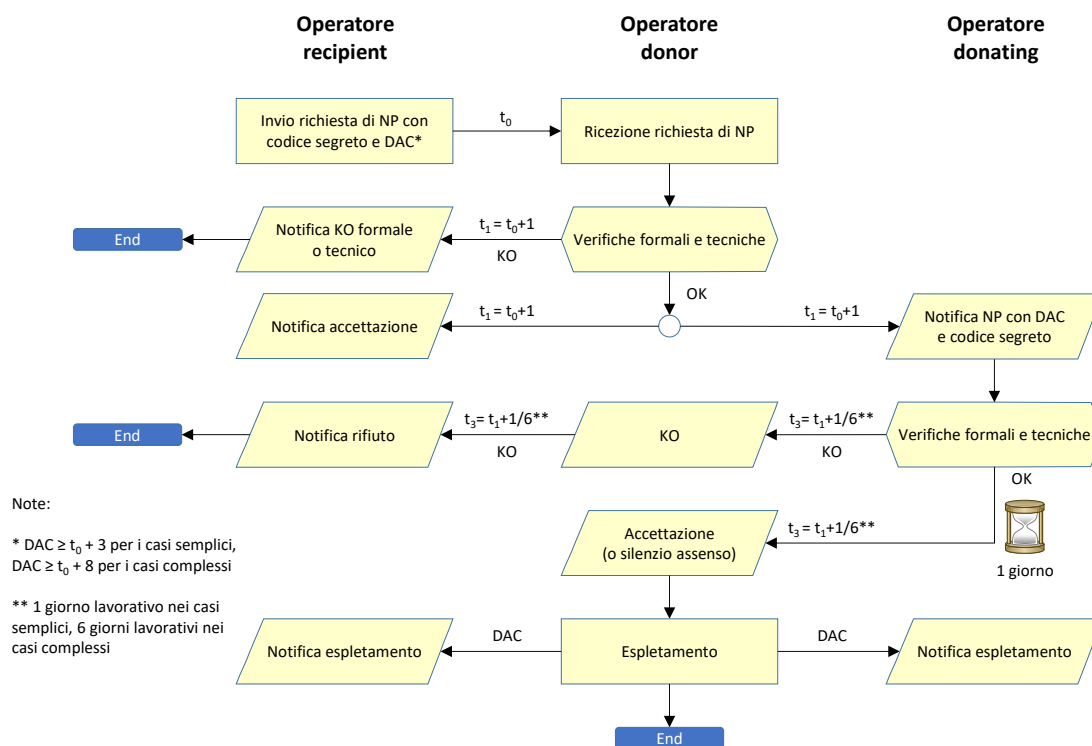 Operatore
recipient
Operatore
donor
Operatore
donating
Invio richiesta di NP con
codice segreto e DAC*
t₀
Ricezione richiesta di NP
End
Notifica KO formale
o tecnico
t₁ = t₀+1
KO
Verifiche formali e tecniche
OK
Notifica accettazione
t₁ = t₀+1
t₁ = t₀+1
Notifica NP con DAC
e codice segreto
End
Notifica rifiuto
t₃= t₁+1/6**
KO
KO
t₃= t₁+1/6**
KO
Verifiche formali e tecniche
OK
Note:
* DAC ≥ t₀ + 3 per i casi semplici,
DAC ≥ t₀ + 8 per i casi complessi
** 1 giorno lavorativo nei casi
semplici, 6 giorni lavorativi nei
casi complessi
Accettazione
(o silenzio assenso)
t₃ = t₁+1/6**
1 giorno
Notifica espletamento
DAC
Espletamento
DAC
Notifica espletamento
End